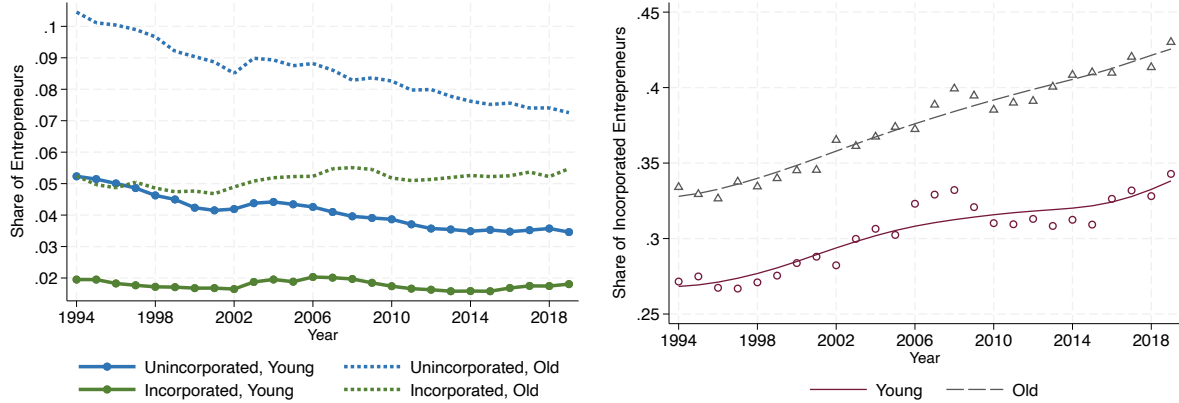 Share of Entrepreneurs
.1
.09
.08
.07
.06
.05
.04
.03
.02
1994
1998
2002
2006
2010
2014
2018
Year
Unincorporated, Young
Unincorporated, Old
Incorporated, Young
Incorporated, Old
Share of Incorporated Entrepreneurs
.45
.4
.35
.3
.25
1994
1998
2002
2006
2010
2014
2018
Year
Young
Old